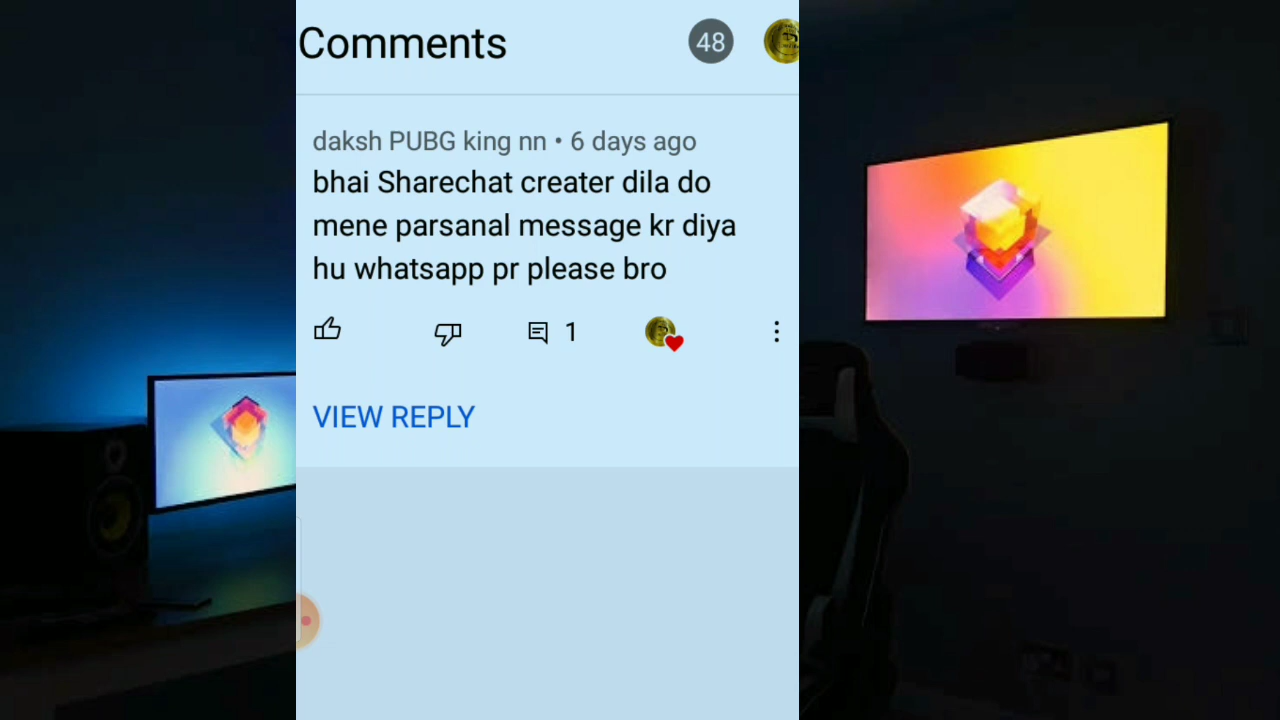 Comments 48
daksh PUBG king nn • 6 days ago
bhai Sharechat creater dila do
mene parsanal message kr diya
hu whatsapp pr please bro
1
VIEW REPLY